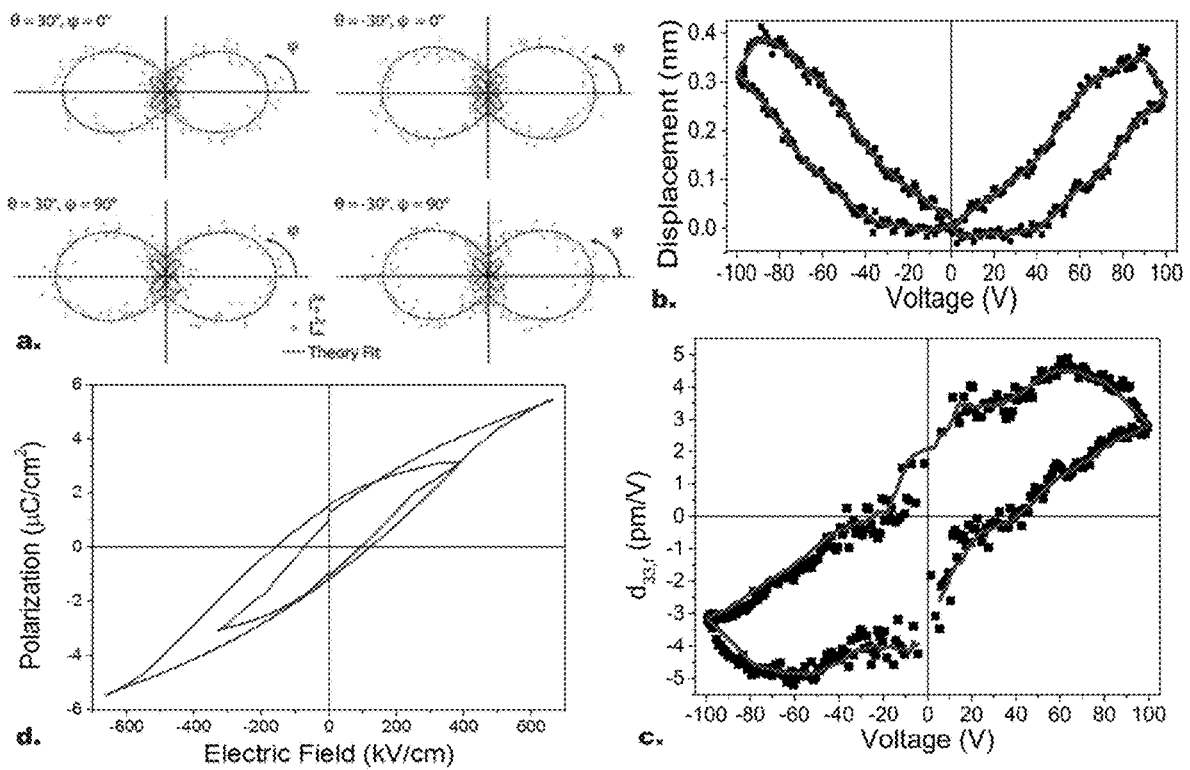 θ = 30°, ψ = 0°
θ = -30°, ψ = 0°
φ
φ
θ = 30°, ψ = 90°
θ = -30°, ψ = 90°
φ
φ
Theory Fit
a.
Displacement (nm)
0.4
0.3
0.2
0.1
0.0
-100 -80 -60 -40 -20 0 20 40 60 80 100
Voltage (V)
b.
Polarization (μC/cm²)
6
4
2
0
-2
-4
-6
-600 -400 -200 0 200 400 600
Electric Field (kV/cm)
d.
d33,f (pm/V)
5
4
3
2
1
0
-1
-2
-3
-4
-5
-100 -80 -60 -40 -20 0 20 40 60 80 100
Voltage (V)
c.